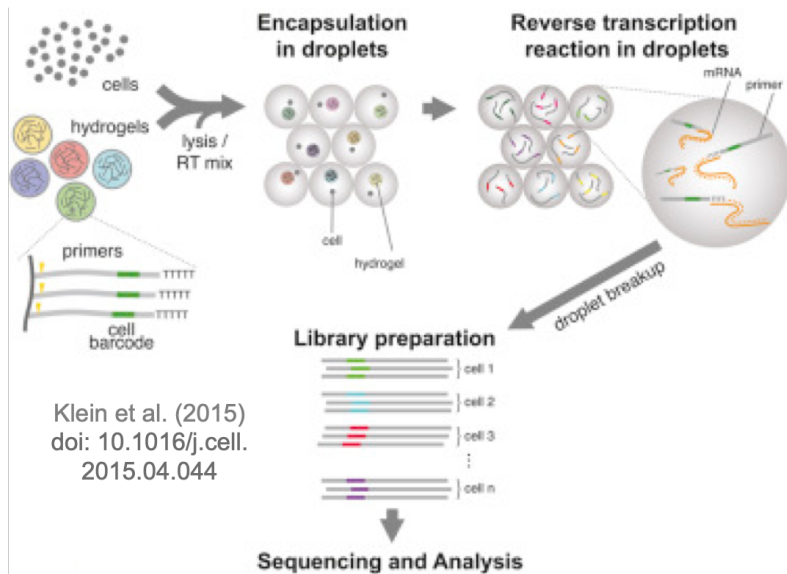 Encapsulation
in droplets
Reverse transcription
reaction in droplets
cells
hydrogels
lysis /
RT mix
mRNA
primer
cell
hydrogel
primers
TTTTT
TTTTT
TTTTT
cell
barcode
droplet breakup
Library preparation
cell 1
cell 2
cell 3
⋮
cell n
Klein et al. (2015)
doi: 10.1016/j.cell.
2015.04.044
Sequencing and Analysis